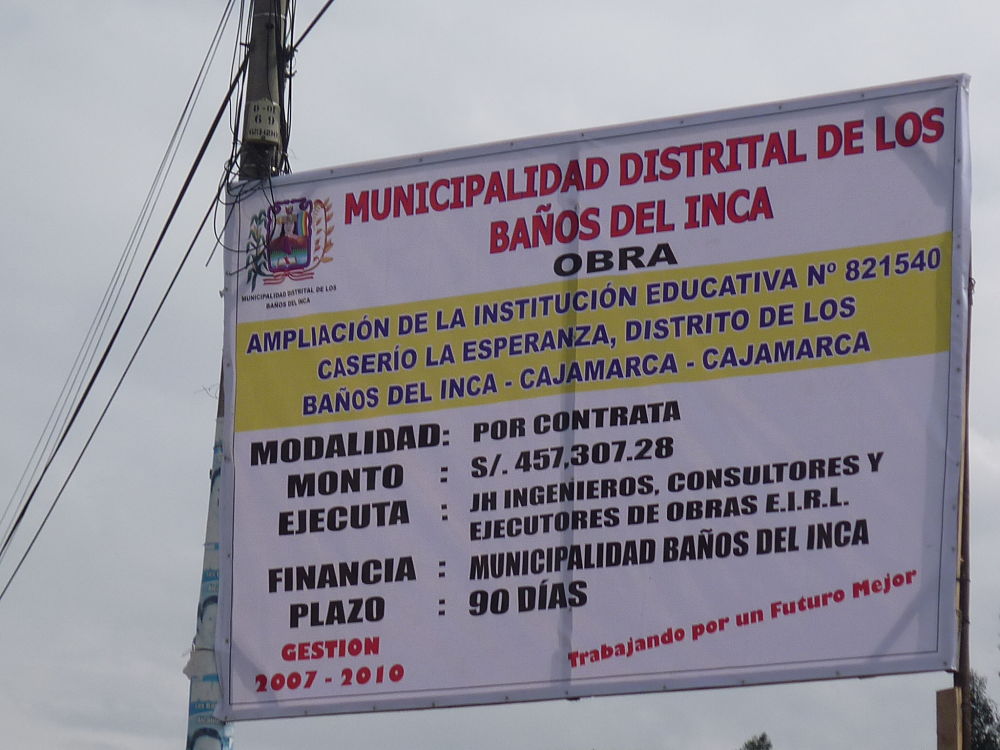 MUNICIPALIDAD DISTRITAL DE LOS
BAÑOS DEL INCA
MUNICIPALIDAD DISTRITAL DE LOS
BAÑOS DEL INCA
OBRA
AMPLIACIÓN DE LA INSTITUCIÓN EDUCATIVA Nº 821540
CASERÍO LA ESPERANZA, DISTRITO DE LOS
BAÑOS DEL INCA - CAJAMARCA - CAJAMARCA
MODALIDAD: POR CONTRATA
MONTO : S/. 457,307.28
EJECUTA : JH INGENIEROS, CONSULTORES Y
EJECUTORES DE OBRAS E.I.R.L.
FINANCIA : MUNICIPALIDAD BAÑOS DEL INCA
PLAZO : 90 DÍAS
GESTION
2007 - 2010
Trabajando por un Futuro Mejor
69